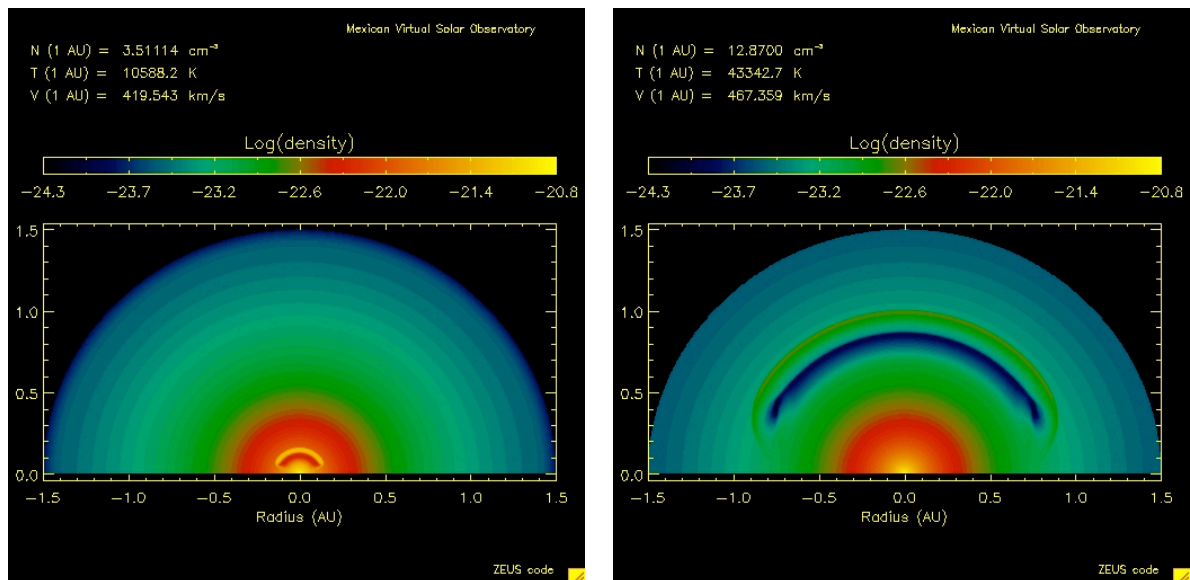 Mexican Virtual Solar Observatory
N (1 AU) = 3.51114 cm⁻³
T (1 AU) = 10588.2 K
V (1 AU) = 419.543 km/s
Log(density)
−24.3 −23.7 −23.2 −22.6 −22.0 −21.4 −20.8
1.5
1.0
0.5
0.0
−1.5 −1.0 −0.5 0.0 0.5 1.0 1.5
Radius (AU)
ZEUS code
Mexican Virtual Solar Observatory
N (1 AU) = 12.8700 cm⁻³
T (1 AU) = 43342.7 K
V (1 AU) = 467.359 km/s
Log(density)
−24.3 −23.7 −23.2 −22.6 −22.0 −21.4 −20.8
1.5
1.0
0.5
0.0
−1.5 −1.0 −0.5 0.0 0.5 1.0 1.5
Radius (AU)
ZEUS code